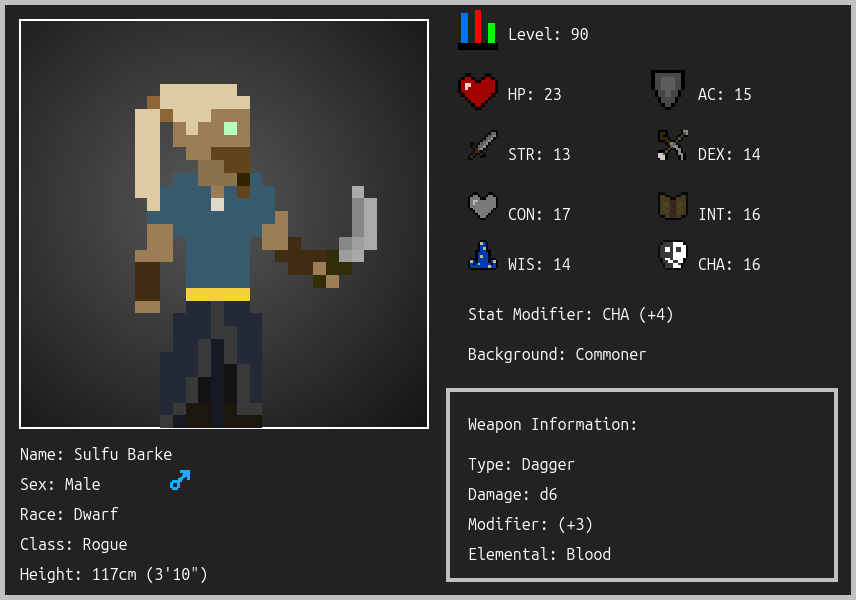 Level: 90
HP: 23
AC: 15
STR: 13
DEX: 14
CON: 17
INT: 16
WIS: 14
CHA: 16
Stat Modifier: CHA (+4)
Background: Commoner
Weapon Information:
Type: Dagger
Damage: d6
Modifier: (+3)
Elemental: Blood
Name: Sulfu Barke
Sex: Male
Race: Dwarf
Class: Rogue
Height: 117cm (3'10")